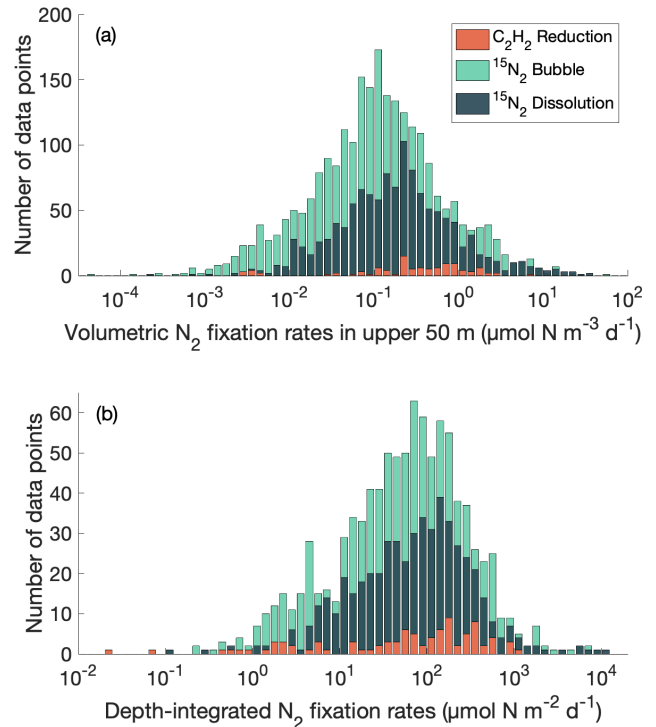 (a)
C₂H₂ Reduction
¹⁵N₂ Bubble
¹⁵N₂ Dissolution
Number of data points
200
150
100
50
0
10⁻⁴ 10⁻³ 10⁻² 10⁻¹ 10⁰ 10¹ 10²
Volumetric N₂ fixation rates in upper 50 m (μmol N m⁻³ d⁻¹)
(b)
Number of data points
60
50
40
30
20
10
0
10⁻² 10⁻¹ 10⁰ 10¹ 10² 10³ 10⁴
Depth-integrated N₂ fixation rates (μmol N m⁻² d⁻¹)